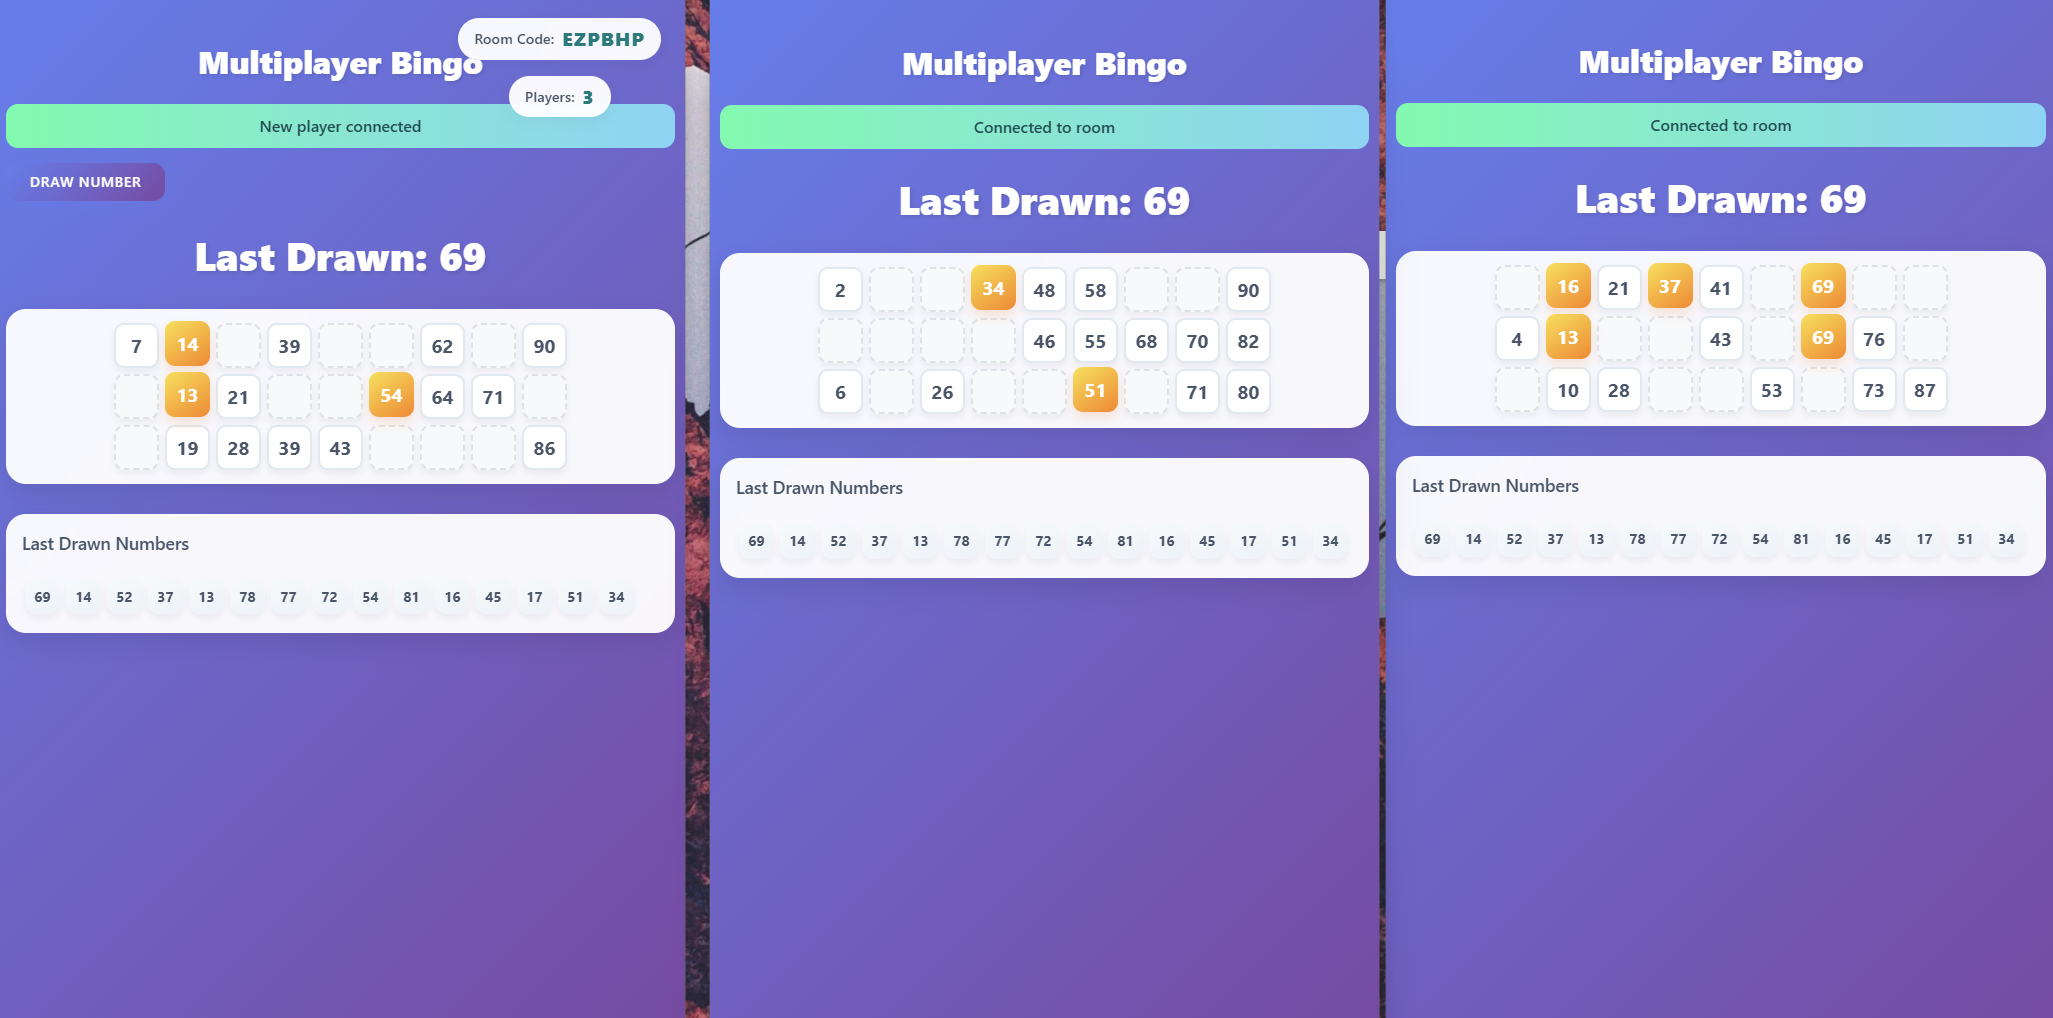 Room Code: EZPBHP
Multiplayer Bingo
Players: 3
New player connected
DRAW NUMBER
Last Drawn: 69
7 14 39 62 90
13 21 54 64 71
19 28 39 43 86
Last Drawn Numbers
69 14 52 37 13 78 77 72 54 81 16 45 17 51 34
Multiplayer Bingo
Connected to room
Last Drawn: 69
2 34 48 58 90
46 55 68 70 82
6 26 51 71 80
Last Drawn Numbers
69 14 52 37 13 78 77 72 54 81 16 45 17 51 34
Multiplayer Bingo
Connected to room
Last Drawn: 69
16 21 37 41 69
4 13 43 69 76
10 28 53 73 87
Last Drawn Numbers
69 14 52 37 13 78 77 72 54 81 16 45 17 51 34